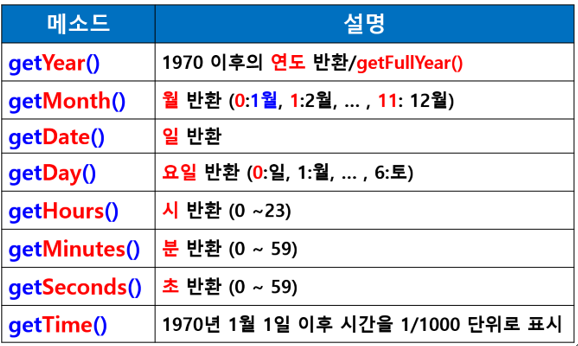 메소드 설명
getYear() 1970 이후의 연도 반환/getFullYear()
getMonth() 월 반환 (0:1월, 1:2월, ... , 11: 12월)
getDate() 일 반환
getDay() 요일 반환 (0:일, 1:월, ... , 6:토)
getHours() 시 반환 (0 ~23)
getMinutes() 분 반환 (0 ~ 59)
getSeconds() 초 반환 (0 ~ 59)
getTime() 1970년 1월 1일 이후 시간을 1/1000 단위로 표시